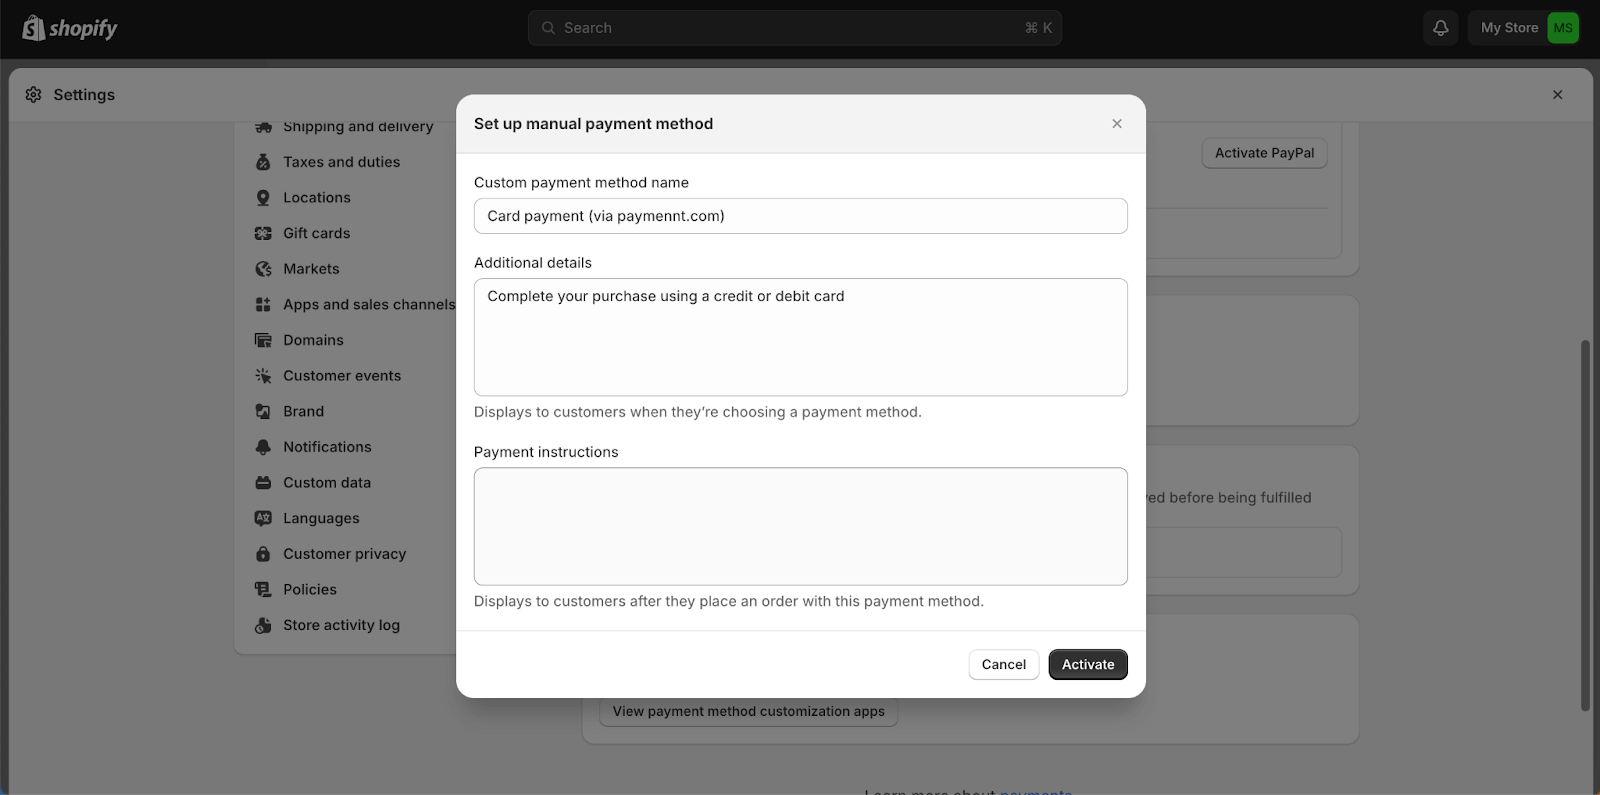 shopify
Search
⌘ K
My Store
MS
Settings
Shipping and delivery
Taxes and duties
Locations
Gift cards
Markets
Apps and sales channels
Domains
Customer events
Brand
Notifications
Custom data
Languages
Customer privacy
Policies
Store activity log
Set up manual payment method
Custom payment method name
Card payment (via paymennt.com)
Additional details
Complete your purchase using a credit or debit card
Displays to customers when they’re choosing a payment method.
Payment instructions
Displays to customers after they place an order with this payment method.
Cancel
Activate
Activate PayPal
before being fulfilled
View payment method customization apps
Learn more about payments